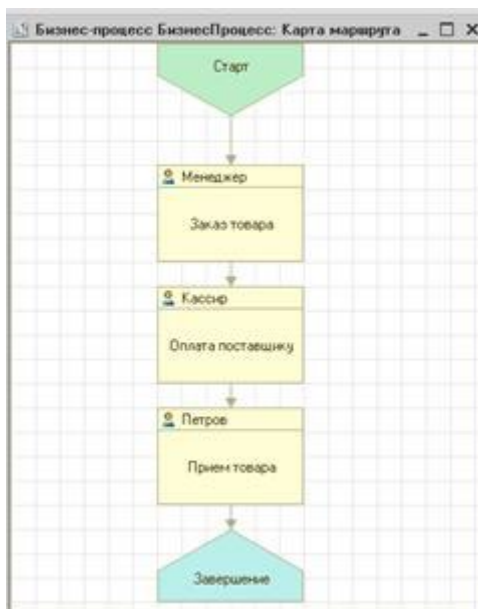 Бизнес-процесс БизнесПроцесс: Карта маршрута
Старт
Менеджер
Заказ товара
Кассир
Оплата поставщику
Петров
Прием товара
Завершение